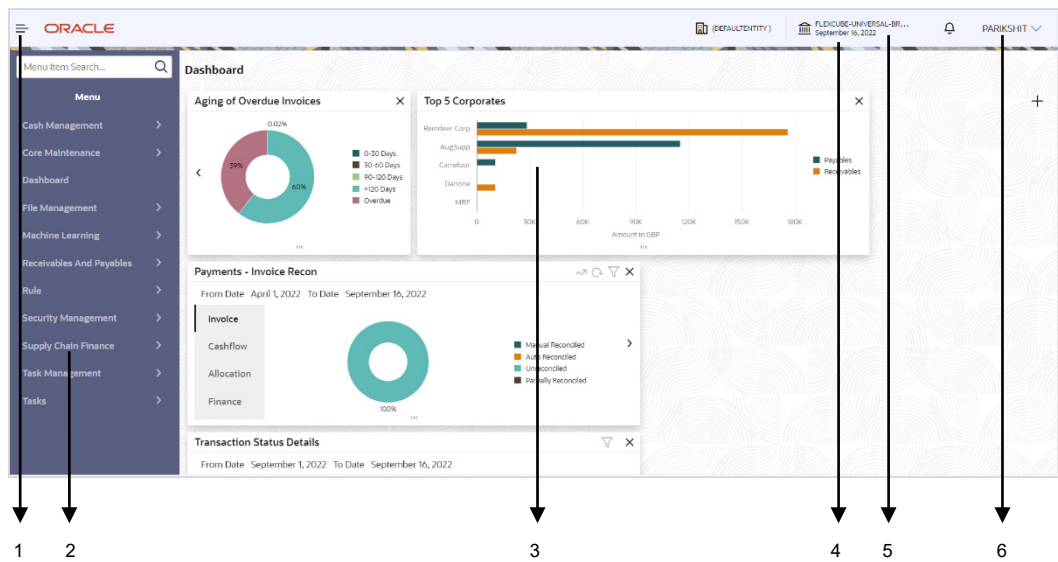 ORACLE
(DEFAULTENTITY)
FLEXCUBE-UNIVERSAL-BR...
September 16, 2022
PARIKSHIT
Menu Item Search...
Menu
Cash Management
Core Maintenance
Dashboard
File Management
Machine Learning
Receivables And Payables
Rule
Security Management
Supply Chain Finance
Task Management
Tasks
Dashboard
Aging of Overdue Invoices
0.02%
39%
60%
0-30 Days
30-60 Days
90-120 Days
>120 Days
Overdue
Top 5 Corporates
Reindeer Corp
AugSupp
Carrefour
Danone
MRF
0 30K 60K 90K 120K 150K 180K
Amount in GBP
Payables
Receivables
Payments - Invoice Recon
From Date April 1, 2022 To Date September 16, 2022
Invoice
Cashflow
Allocation
Finance
100%
Manual Reconciled
Auto Reconciled
Unreconciled
Partially Reconciled
Transaction Status Details
From Date September 1, 2022 To Date September 16, 2022
1 2 3 4 5 6